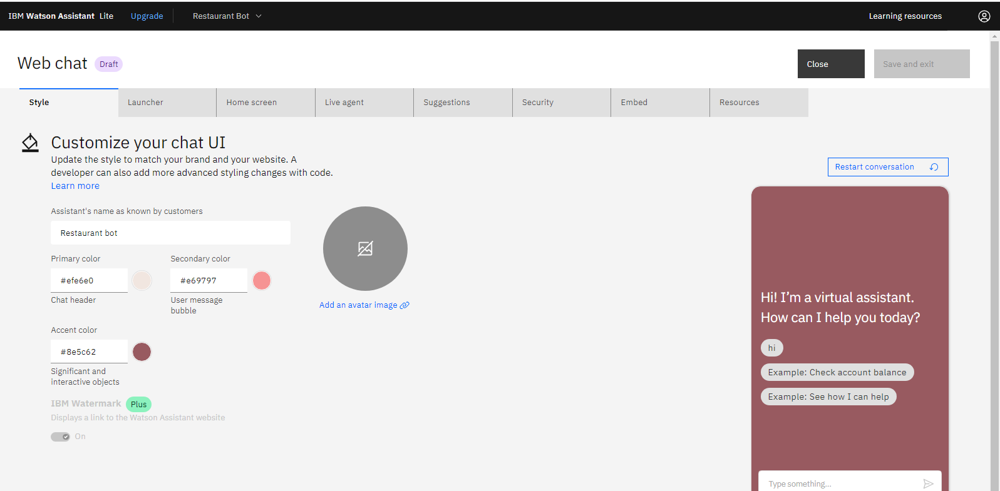 IBM Watson Assistant Lite Upgrade Restaurant Bot Learning resources
Web chat Draft Close Save and exit
Style Launcher Home screen Live agent Suggestions Security Embed Resources
Customize your chat UI
Update the style to match your brand and your website. A
developer can also add more advanced styling changes with code.
Learn more
Assistant's name as known by customers
Restaurant bot
Primary color Secondary color
#efe6e0 #e69797
Chat header User message
bubble
Add an avatar image
Accent color
#8e5c62
Significant and
interactive objects
IBM Watermark Plus
Displays a link to the Watson Assistant website
On
Restart conversation
Hi! I’m a virtual assistant.
How can I help you today?
hi
Example: Check account balance
Example: See how I can help
Type something...